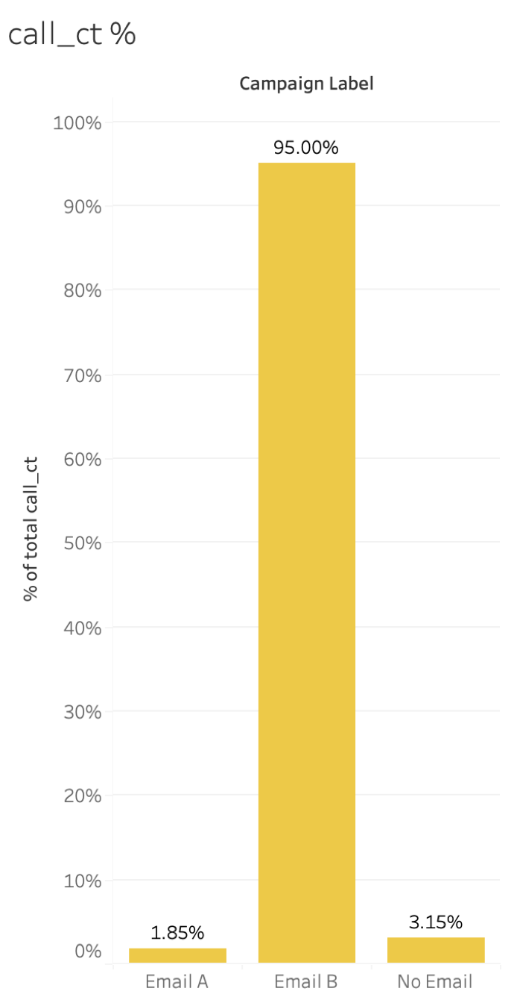 call_ct %
Campaign Label
100%
95.00%
90%
80%
70%
60%
% of total call_ct
50%
40%
30%
20%
10%
3.15%
1.85%
0%
Email A
Email B
No Email